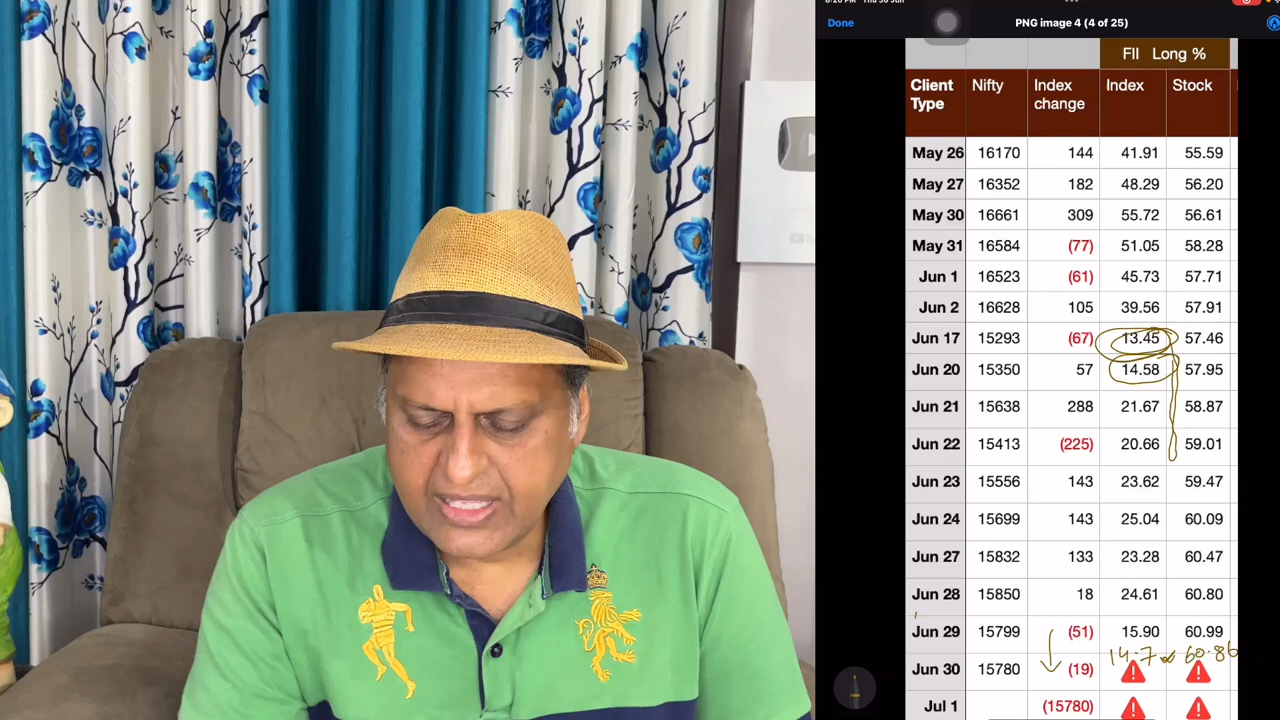 Done
PNG image 4 (4 of 25)
FII Long %
Client Type Nifty Index change Index Stock
May 26 16170 144 41.91 55.59
May 27 16352 182 48.29 56.20
May 30 16661 309 55.72 56.61
May 31 16584 (77) 51.05 58.28
Jun 1 16523 (61) 45.73 57.71
Jun 2 16628 105 39.56 57.91
Jun 17 15293 (67) 13.45 57.46
Jun 20 15350 57 14.58 57.95
Jun 21 15638 288 21.67 58.87
Jun 22 15413 (225) 20.66 59.01
Jun 23 15556 143 23.62 59.47
Jun 24 15699 143 25.04 60.09
Jun 27 15832 133 23.28 60.47
Jun 28 15850 18 24.61 60.80
Jun 29 15799 (51) 15.90 60.99
14.7 60.86
Jun 30 15780 (19)
Jul 1 (15780)